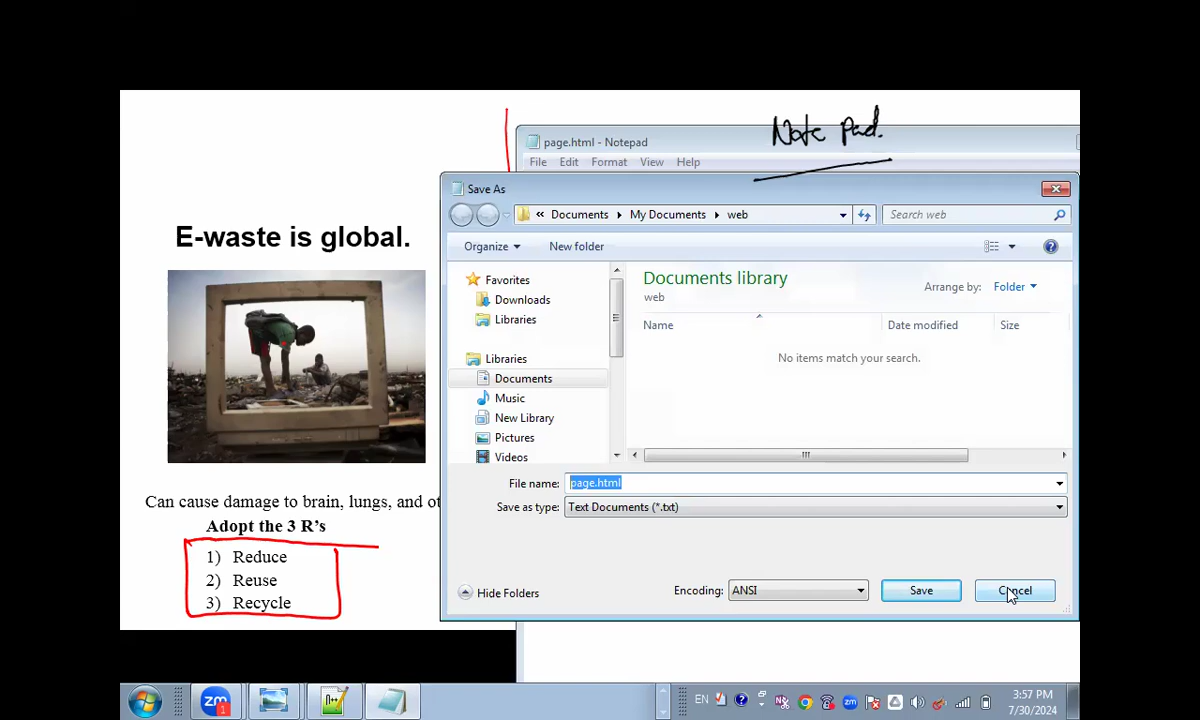 Note Pad.
page.html - Notepad
File Edit Format View Help
Save As
« Documents My Documents web
Search web
Organize New folder
E-waste is global.
Favorites
Downloads
Libraries
Libraries
Documents
Music
New Library
Pictures
Videos
Documents library
web
Arrange by: Folder
Name Date modified Size
No items match your search.
File name: page.html
Save as type: Text Documents (*.txt)
Can cause damage to brain, lungs, and ot
Adopt the 3 R's
1) Reduce
2) Reuse
3) Recycle
Hide Folders
Encoding: ANSI
Save
Cancel
zm
1
EN
zm
3:57 PM
7/30/2024